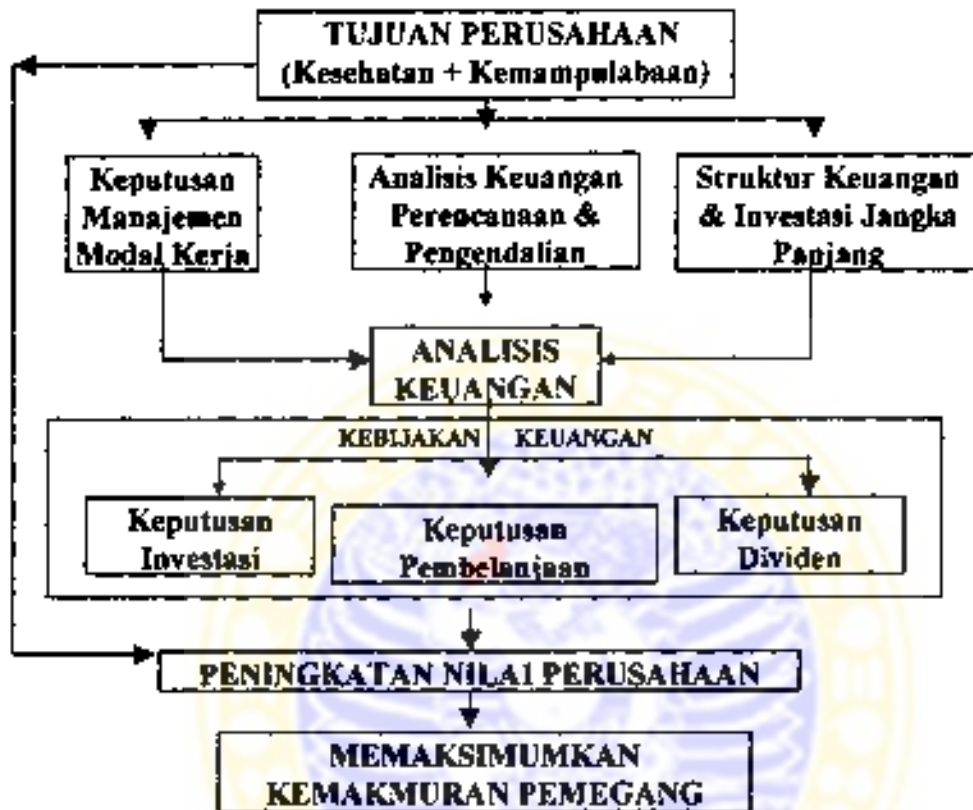 TUJUAN PERUSAHAAN
(Kesehatan + Kemampulabaan)
Keputusan
Manajemen
Modal Kerja
Analisis Keuangan
Perencanaan &
Pengendalian
Struktur Keuangan
& Investasi Jangka
Panjang
ANALISIS
KEUANGAN
KEBIJAKAN KEUANGAN
Keputusan
Investasi
Keputusan
Pembelanjaan
Keputusan
Dividen
PENINGKATAN NILAI PERUSAHAAN
MEMAKSIMUMKAN
KEMAKMURAN PEMEGANG